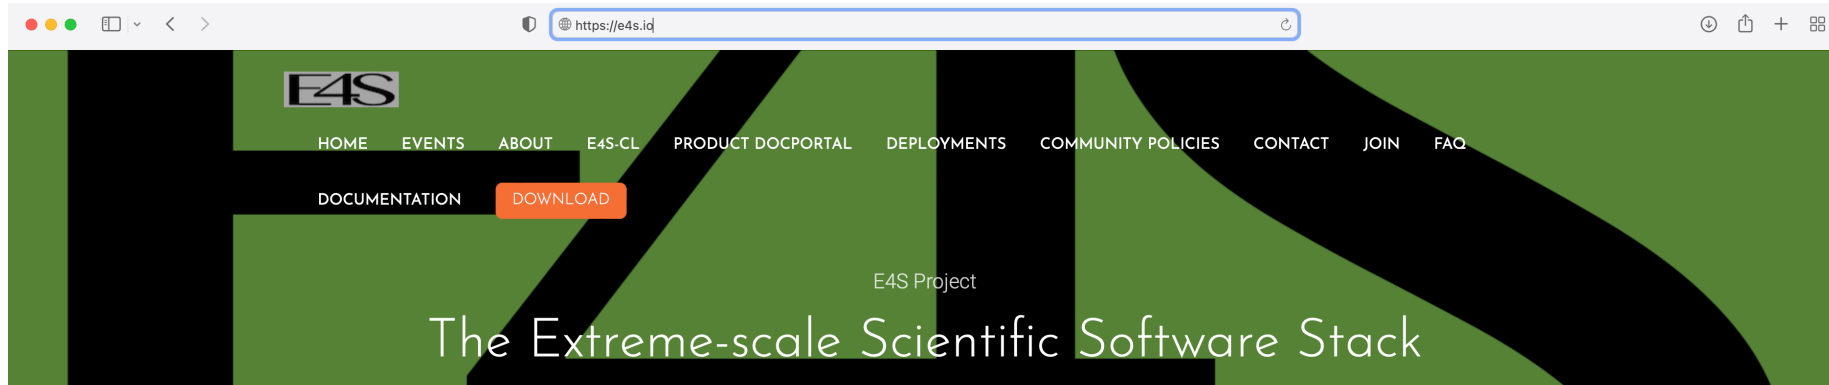 https://e4s.io
E4S
HOME EVENTS ABOUT E4S-CL PRODUCT DOCPORTAL DEPLOYMENTS COMMUNITY POLICIES CONTACT JOIN FAQ
DOCUMENTATION DOWNLOAD
E4S Project
The Extreme-scale Scientific Software Stack